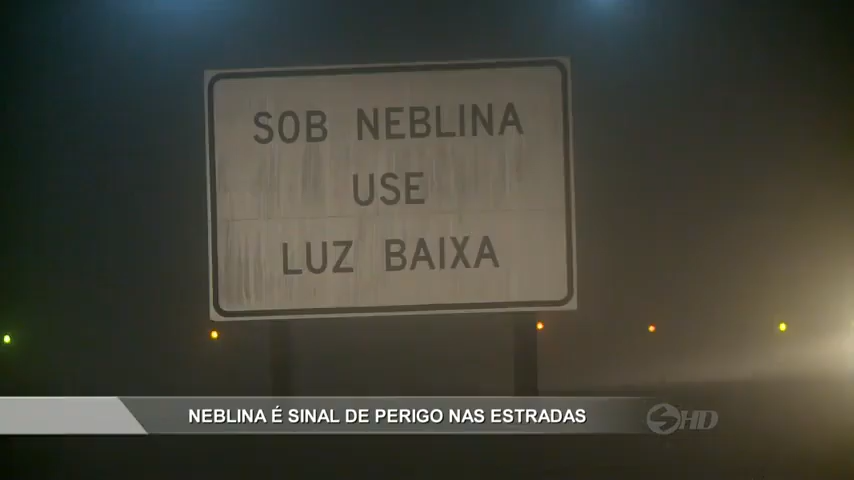 SOB NEBLINA
USE
LUZ BAIXA
NEBLINA É SINAL DE PERIGO NAS ESTRADAS
HD